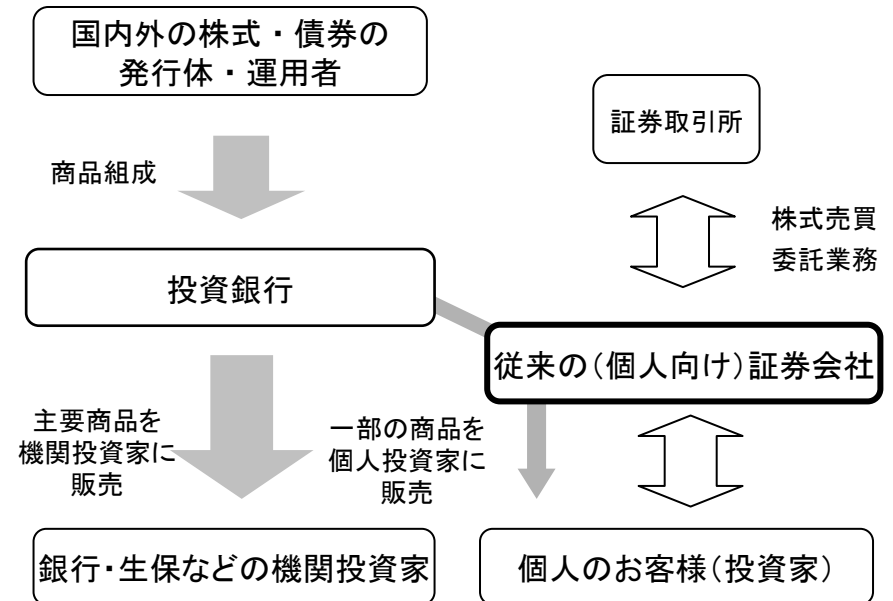 国内外の株式・債券の
発行体・運用者
証券取引所
商品組成
株式売買
委託業務
投資銀行
従来の(個人向け)証券会社
主要商品を
機関投資家に
販売
一部の商品を
個人投資家に
販売
銀行・生保などの機関投資家
個人のお客様(投資家)